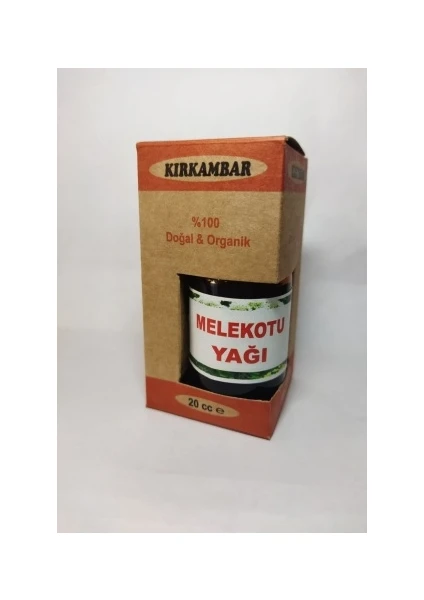 KIRKAMBAR
%100
Doğal & Organik
MELEKOTU
YAĞI
20 cc e